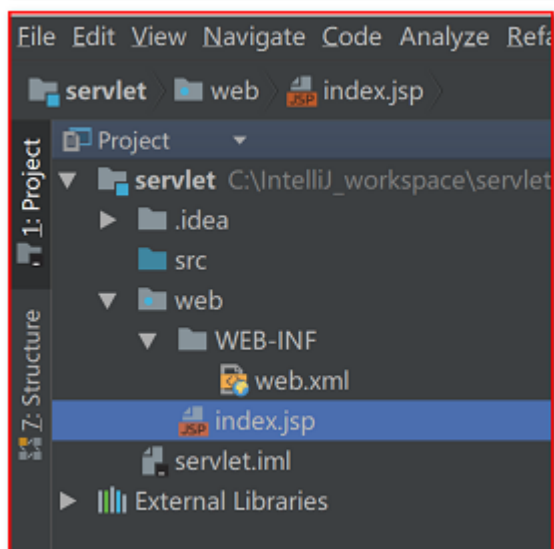 File Edit View Navigate Code Analyze Refa
servlet web index.jsp
1: Project
Project
servlet C:\IntelliJ_workspace\servlet
.idea
src
web
WEB-INF
web.xml
index.jsp
servlet.iml
External Libraries
7: Structure